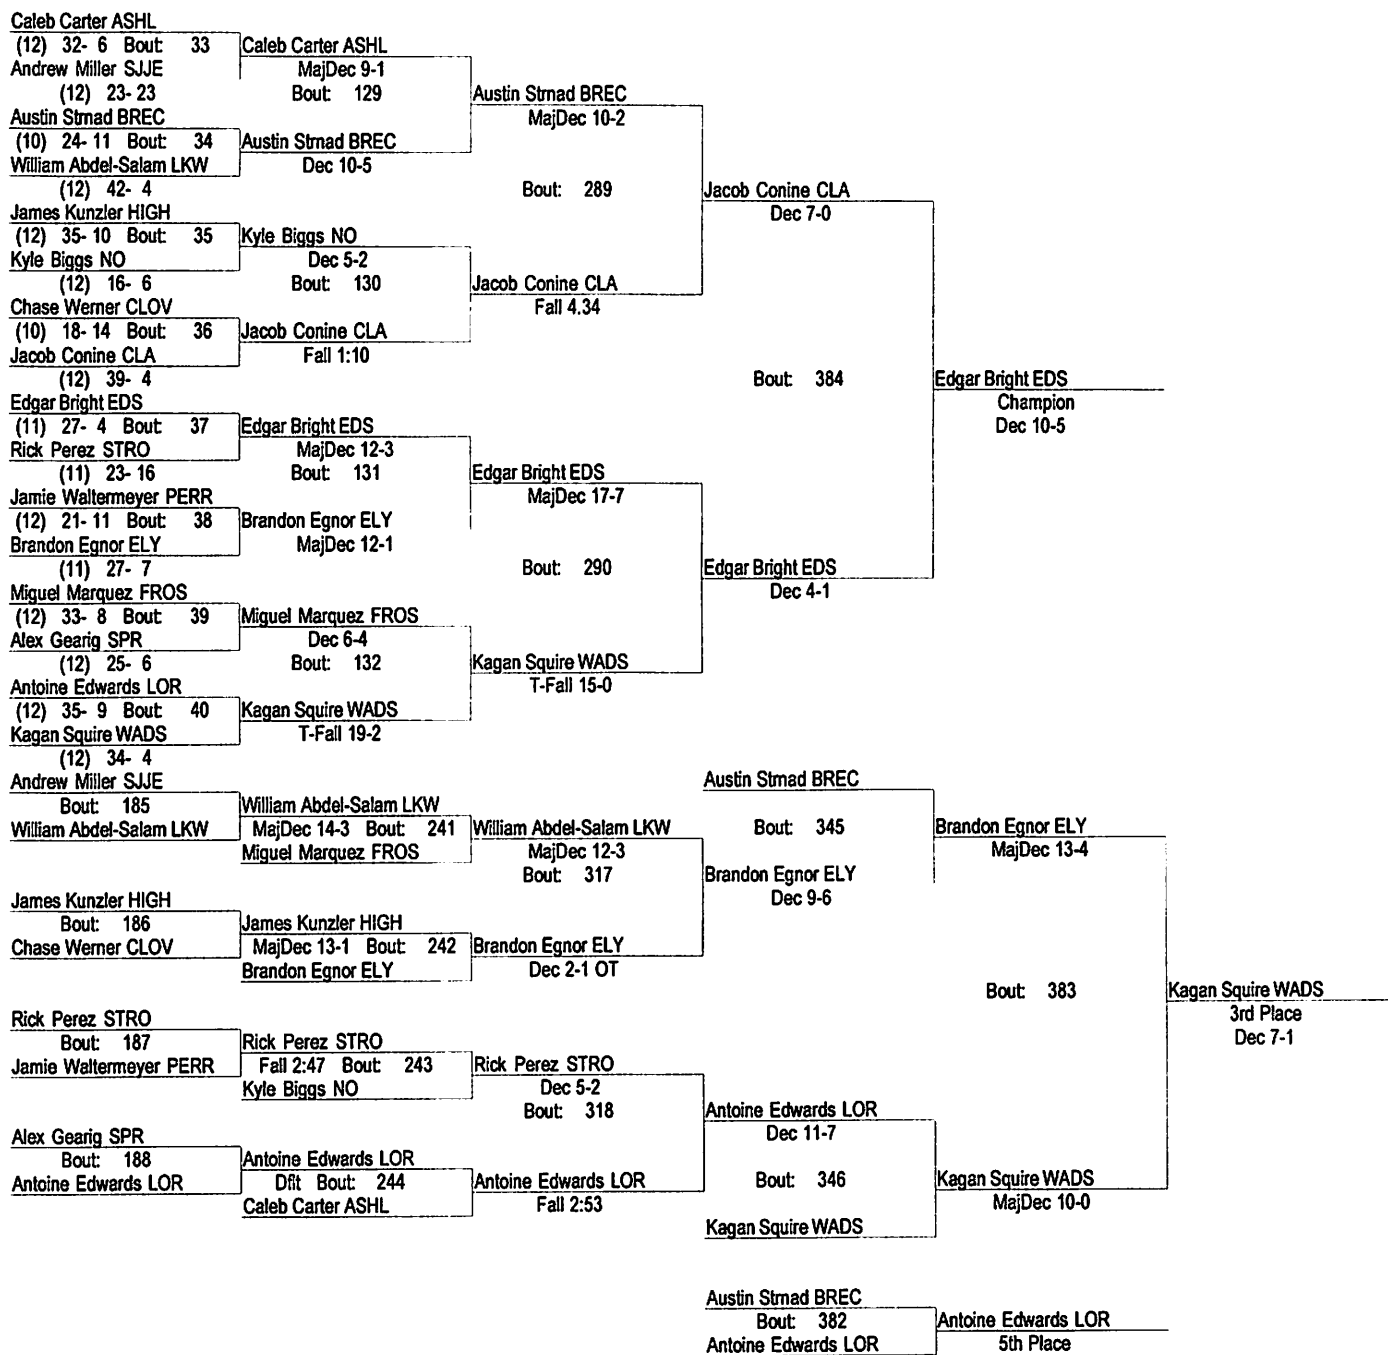 Caleb Carter ASHL
(12) 32- 6 Bout: 33
Andrew Miller SJJE
(12) 23- 23
Austin Strnad BREC
(10) 24- 11 Bout: 34
William Abdel-Salam LKW
(12) 42- 4
James Kunzler HIGH
(12) 35- 10 Bout: 35
Kyle Biggs NO
(12) 16- 6
Chase Werner CLOV
(10) 18- 14 Bout: 36
Jacob Conine CLA
(12) 39- 4
Edgar Bright EDS
(11) 27- 4 Bout: 37
Rick Perez STRO
(11) 23- 16
Jamie Waltermeyer PERR
(12) 21- 11 Bout: 38
Brandon Egnor ELY
(11) 27- 7
Miguel Marquez FROS
(12) 33- 8 Bout: 39
Alex Gearig SPR
(12) 25- 6
Antoine Edwards LOR
(12) 35- 9 Bout: 40
Kagan Squire WADS
(12) 34- 4
Caleb Carter ASHL
MajDec 9-1
Bout: 129
Austin Strnad BREC
Dec 10-5
Kyle Biggs NO
Dec 5-2
Bout: 130
Jacob Conine CLA
Fall 1:10
Edgar Bright EDS
MajDec 12-3
Bout: 131
Brandon Egnor ELY
MajDec 12-1
Miguel Marquez FROS
Dec 6-4
Bout: 132
Kagan Squire WADS
T-Fall 19-2
Austin Strnad BREC
MajDec 10-2
Bout: 289
Jacob Conine CLA
Fall 4.34
Edgar Bright EDS
MajDec 17-7
Bout: 290
Kagan Squire WADS
T-Fall 15-0
Jacob Conine CLA
Dec 7-0
Bout: 384
Edgar Bright EDS
Dec 4-1
Edgar Bright EDS
Champion
Dec 10-5
Andrew Miller SJJE
Bout: 185
William Abdel-Salam LKW
James Kunzler HIGH
Bout: 186
Chase Werner CLOV
Rick Perez STRO
Bout: 187
Jamie Waltermeyer PERR
Alex Gearig SPR
Bout: 188
Antoine Edwards LOR
William Abdel-Salam LKW
MajDec 14-3 Bout: 241
Miguel Marquez FROS
James Kunzler HIGH
MajDec 13-1 Bout: 242
Brandon Egnor ELY
Rick Perez STRO
Fall 2:47 Bout: 243
Kyle Biggs NO
Antoine Edwards LOR
Dflt Bout: 244
Caleb Carter ASHL
William Abdel-Salam LKW
MajDec 12-3
Bout: 317
Brandon Egnor ELY
Dec 2-1 OT
Rick Perez STRO
Dec 5-2
Bout: 318
Antoine Edwards LOR
Fall 2:53
Austin Strnad BREC
Bout: 345
Brandon Egnor ELY
Dec 9-6
Antoine Edwards LOR
Dec 11-7
Bout: 346
Kagan Squire WADS
Brandon Egnor ELY
MajDec 13-4
Bout: 383
Kagan Squire WADS
MajDec 10-0
Kagan Squire WADS
3rd Place
Dec 7-1
Austin Strnad BREC
Bout: 382
Antoine Edwards LOR
Antoine Edwards LOR
5th Place